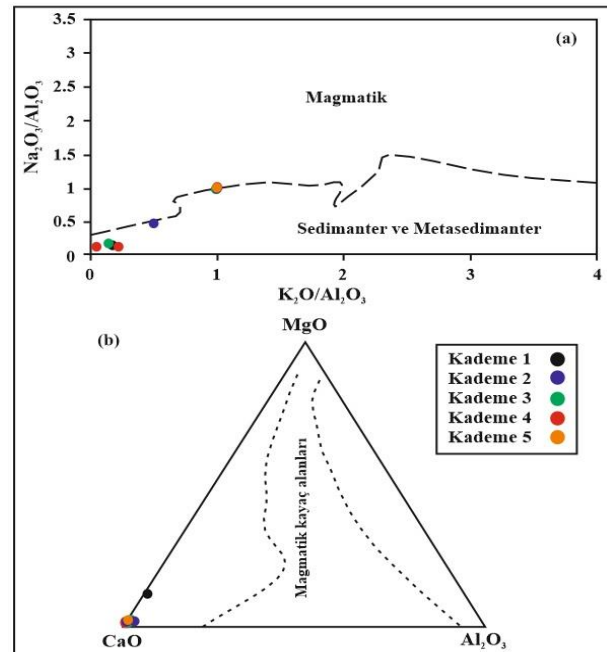 (a)
3.5
3
2.5
2
1.5
1
0.5
0
Na₂O₃/Al₂O₃
Magmatik
Sedimanter ve Metasedimanter
0 1 2 3 4
K₂O/Al₂O₃
(b)
MgO
Kademe 1
Kademe 2
Kademe 3
Kademe 4
Kademe 5
Magmatik kayaç alanları
CaO
Al₂O₃